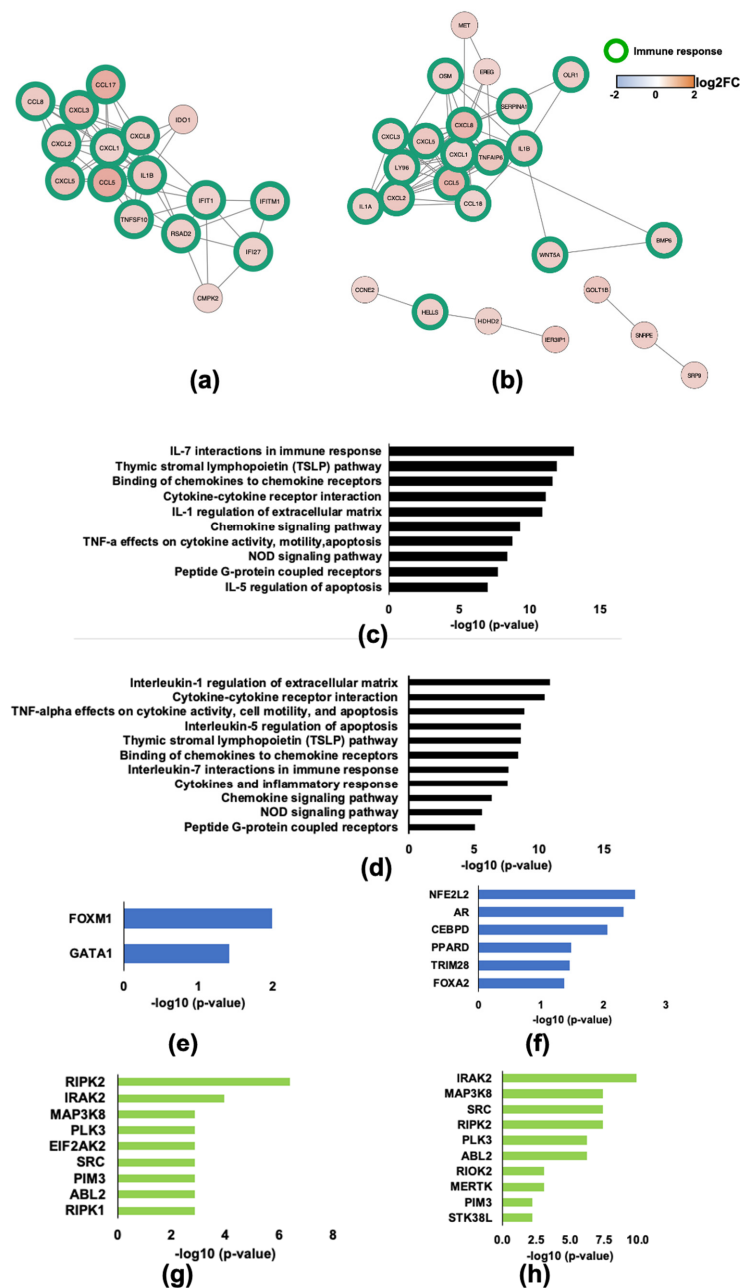 CCL17
CCL8
CXCL3
IDO1
CXCL8
CXCL2
CXCL1
CXCL5
CCL5
IL1B
IFIT1
IFITM1
TNFSF10
RSAD2
IFI27
CMPK2
(a)
MET
EREG
OSM
OLR1
SERPINA1
CXCL8
CXCL3
CXCL5
CXCL1
TNFAIP6
IL1B
LY96
CCL5
IL1A
CXCL2
CCL18
WNT5A
BMP6
CCNE2
HELLS
HDHD2
IER3IP1
GOLT1B
SNRPE
SRP9
Immune response
log2FC
-2 0 2
(b)
IL-7 interactions in immune response
Thymic stromal lymphopoietin (TSLP) pathway
Binding of chemokines to chemokine receptors
Cytokine-cytokine receptor interaction
IL-1 regulation of extracellular matrix
Chemokine signaling pathway
TNF-a effects on cytokine activity, motility,apoptosis
NOD signaling pathway
Peptide G-protein coupled receptors
IL-5 regulation of apoptosis
0 5 10 15
-log10 (p-value)
(c)
Interleukin-1 regulation of extracellular matrix
Cytokine-cytokine receptor interaction
TNF-alpha effects on cytokine activity, cell motility, and apoptosis
Interleukin-5 regulation of apoptosis
Thymic stromal lymphopoietin (TSLP) pathway
Binding of chemokines to chemokine receptors
Interleukin-7 interactions in immune response
Cytokines and inflammatory response
Chemokine signaling pathway
NOD signaling pathway
Peptide G-protein coupled receptors
0 5 10 15
-log10 (p-value)
(d)
FOXM1
GATA1
0 1 2
-log10 (p-value)
(e)
NFE2L2
AR
CEBPD
PPARD
TRIM28
FOXA2
0 1 2 3
-log10 (p-value)
(f)
RIPK2
IRAK2
MAP3K8
PLK3
EIF2AK2
SRC
PIM3
ABL2
RIPK1
0 2 4 6 8
-log10 (p-value)
(g)
IRAK2
MAP3K8
SRC
RIPK2
PLK3
ABL2
RIOK2
MERTK
PIM3
STK38L
0.0 2.5 5.0 7.5 10.0
-log10 (p-value)
(h)